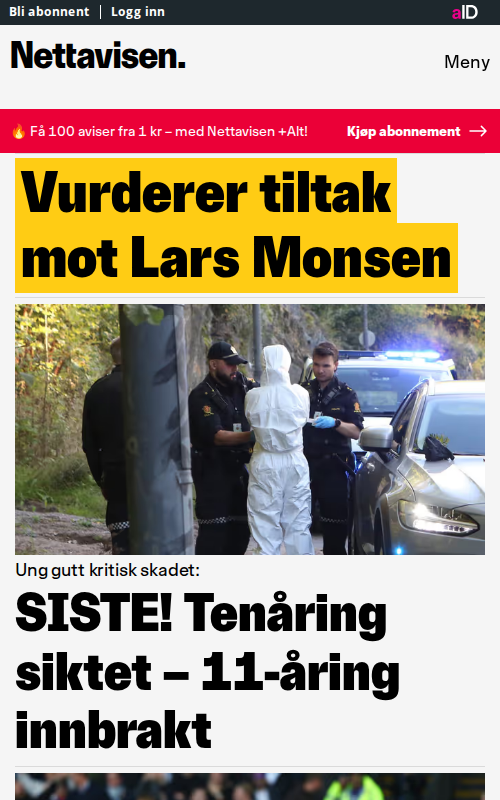 Bli abonnent | Logg inn
aID
Nettavisen.
Meny
🔥 Få 100 aviser fra 1 kr – med Nettavisen +Alt! Kjøp abonnement →
Vurderer tiltak
mot Lars Monsen
Ung gutt kritisk skadet:
SISTE! Tenåring
siktet – 11-åring
innbrakt